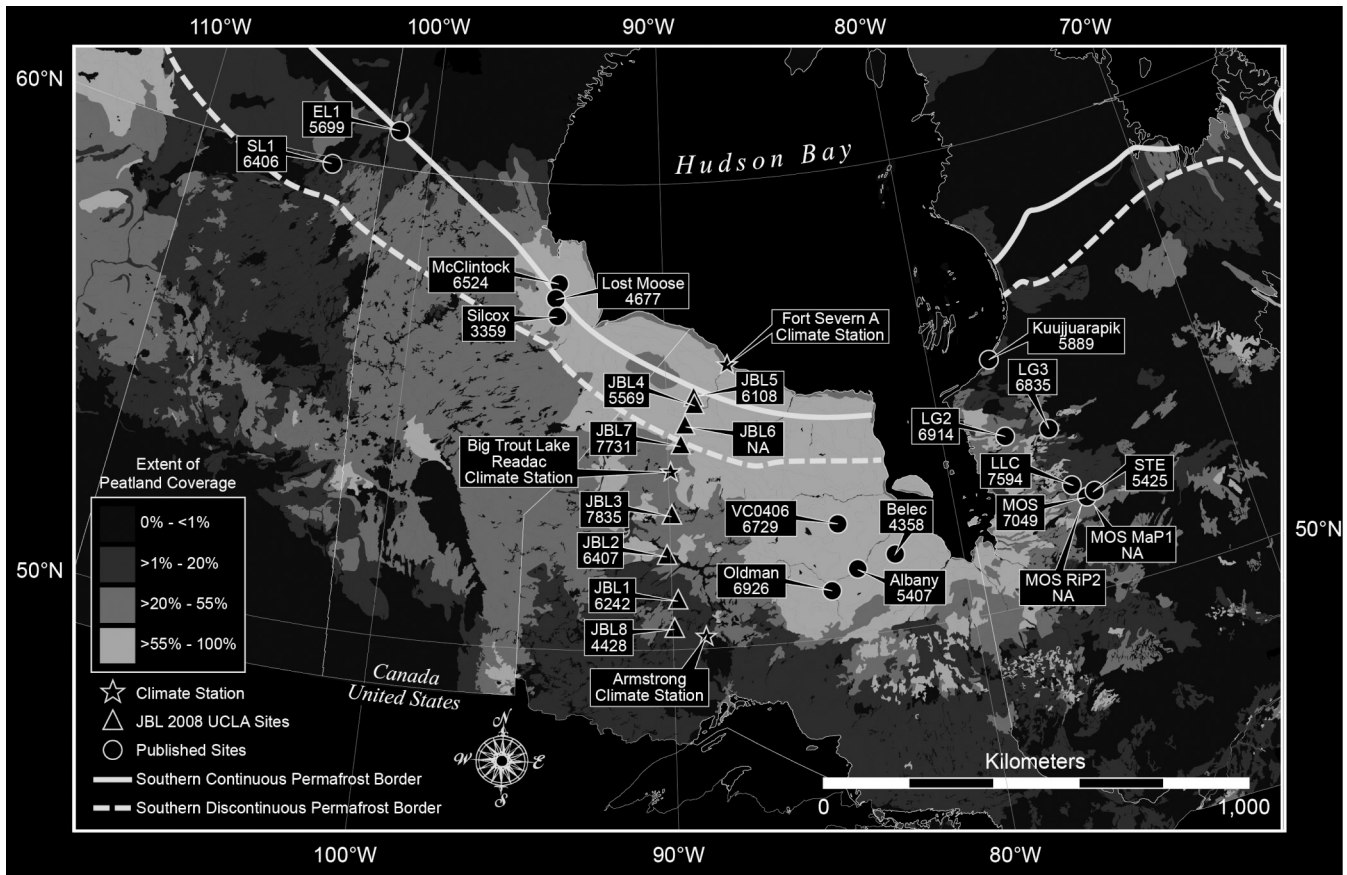 110°W
100°W
90°W
80°W
70°W
60°N
EL1
5699
SL1
6406
Hudson Bay
McClintock
6524
Lost Moose
4677
Silcox
3359
Fort Severn A
Climate Station
Kuujjuarapik
5889
JBL4
5569
JBL5
6108
LG3
6835
LG2
6914
JBL7
7731
JBL6
NA
Big Trout Lake
Readac
Climate Station
LLC
7594
STE
5425
Extent of
Peatland Coverage
JBL3
7835
VC0406
6729
Belec
4358
MOS
7049
MOS MaP1
NA
50°N
0% - <1%
>1% - 20%
>20% - 55%
>55% - 100%
JBL2
6407
50°N
Oldman
6926
Albany
5407
MOS RiP2
NA
JBL1
6242
JBL8
4428
Armstrong
Climate Station
Canada
United States
Climate Station
JBL 2008 UCLA Sites
Published Sites
Southern Continuous Permafrost Border
Southern Discontinuous Permafrost Border
N
W
E
S
Kilometers
0
1,000
100°W
90°W
80°W